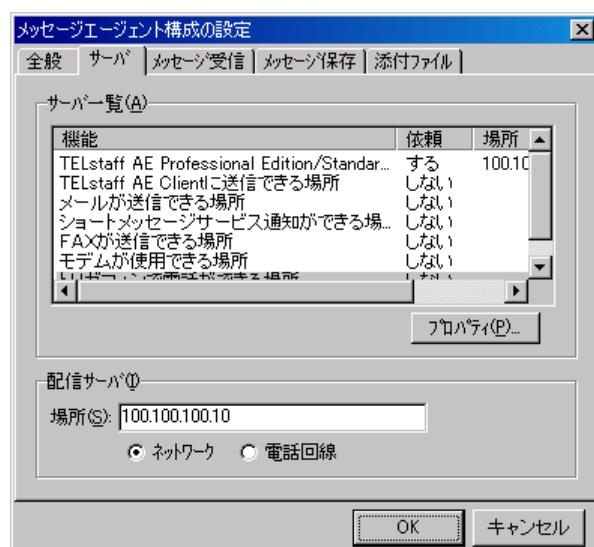 メッセージエージェント構成の設定
全般 サーバ メッセージ受信 メッセージ保存 添付ファイル
サーバ一覧(A)
機能 依頼 場所
TELstaff AE Professional Edition/Standar... する 100.10
TELstaff AE Clientに送信できる場所 しない
メールが送信できる場所 しない
ショートメッセージサービス通知ができる場... しない
FAXが送信できる場所 しない
モデムが使用できる場所 しない
プロパティ(P)...
配信サーバ(I)
場所(S): 100.100.100.10
ネットワーク 電話回線
OK キャンセル